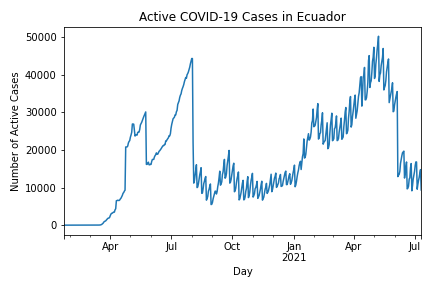 Active COVID-19 Cases in Ecuador
Number of Active Cases
50000
40000
30000
20000
10000
0
Apr
Jul
Oct
Jan
2021
Apr
Jul
Day